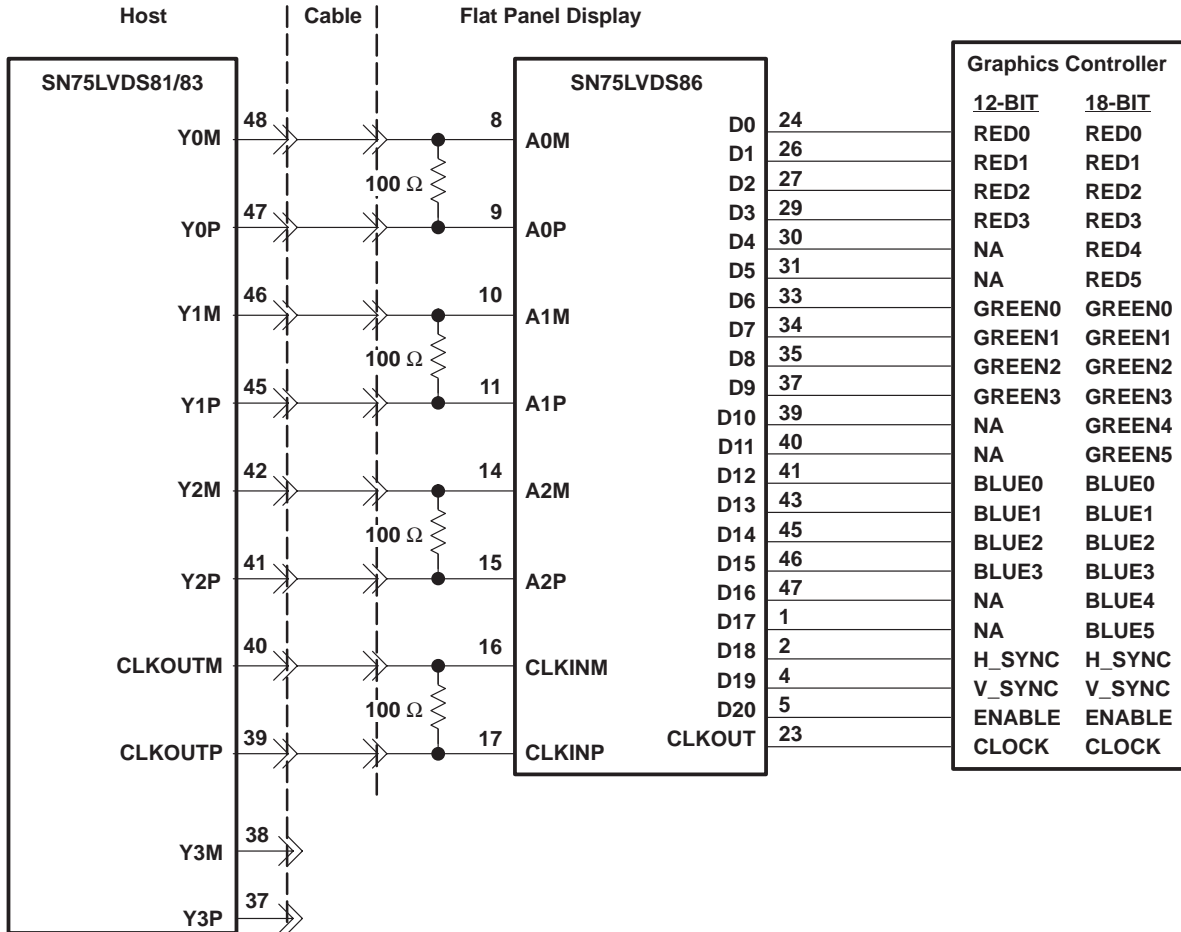 Host Cable Flat Panel Display
SN75LVDS81/83
Y0M 48
Y0P 47
Y1M 46
Y1P 45
Y2M 42
Y2P 41
CLKOUTM 40
CLKOUTP 39
Y3M 38
Y3P 37
100 Ω
100 Ω
100 Ω
100 Ω
SN75LVDS86
8 A0M
9 A0P
10 A1M
11 A1P
14 A2M
15 A2P
16 CLKINM
17 CLKINP
D0 24
D1 26
D2 27
D3 29
D4 30
D5 31
D6 33
D7 34
D8 35
D9 37
D10 39
D11 40
D12 41
D13 43
D14 45
D15 46
D16 47
D17 1
D18 2
D19 4
D20 5
CLKOUT 23
Graphics Controller
12-BIT 18-BIT
RED0 RED0
RED1 RED1
RED2 RED2
RED3 RED3
NA RED4
NA RED5
GREEN0 GREEN0
GREEN1 GREEN1
GREEN2 GREEN2
GREEN3 GREEN3
NA GREEN4
NA GREEN5
BLUE0 BLUE0
BLUE1 BLUE1
BLUE2 BLUE2
BLUE3 BLUE3
NA BLUE4
NA BLUE5
H_SYNC H_SYNC
V_SYNC V_SYNC
ENABLE ENABLE
CLOCK CLOCK